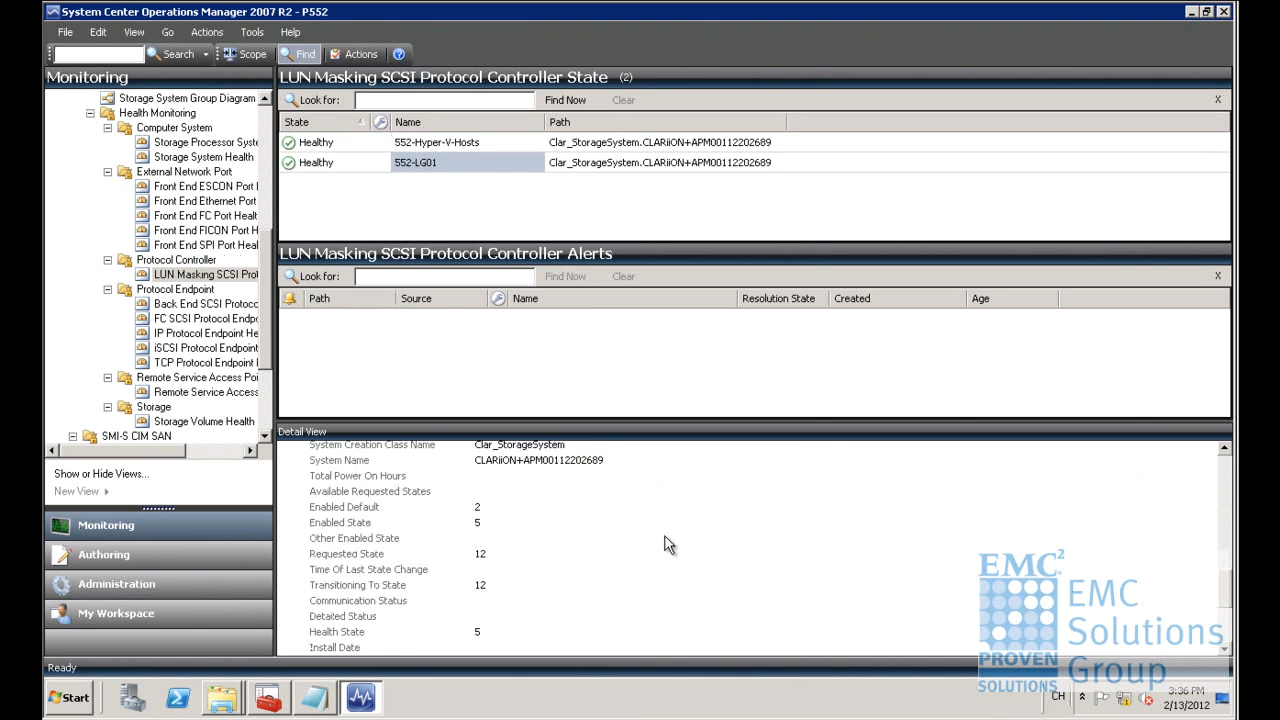 System Center Operations Manager 2007 R2 - P552
File Edit View Go Actions Tools Help
Search Scope Find Actions
Monitoring
Storage System Group Diagram
Health Monitoring
Computer System
Storage Processor Syste
Storage System Health
External Network Port
Front End ESCON Port
Front End Ethernet Port
Front End FC Port Healt
Front End FICON Port H
Front End SPI Port Heal
Protocol Controller
LUN Masking SCSI Prot
Protocol Endpoint
Back End SCSI Protoco
FC SCSI Protocol Endpo
IP Protocol Endpoint He
iSCSI Protocol Endpoint
TCP Protocol Endpoint
Remote Service Access Poi
Remote Service Access
Storage
Storage Volume Health
SMI-S CIM SAN
Show or Hide Views...
New View
Monitoring
Authoring
Administration
My Workspace
LUN Masking SCSI Protocol Controller State (2)
Look for: Find Now Clear x
State Name Path
Healthy 552-Hyper-V-Hosts Clar_StorageSystem.CLARiiON+APM00112202689
Healthy 552-LG01 Clar_StorageSystem.CLARiiON+APM00112202689
LUN Masking SCSI Protocol Controller Alerts
Look for: Find Now Clear x
Path Source Name Resolution State Created Age
Detail View
System Creation Class Name Clar_StorageSystem
System Name CLARiiON+APM00112202689
Total Power On Hours
Available Requested States
Enabled Default 2
Enabled State 5
Other Enabled State
Requested State 12
Time Of Last State Change
Transitioning To State 12
Communication Status
Detailed Status
Health State 5
Install Date
EMC²
PROVEN
SOLUTIONS
EMC
Solutions
Group
Ready
Start
CH
3:36 PM
2/13/2012